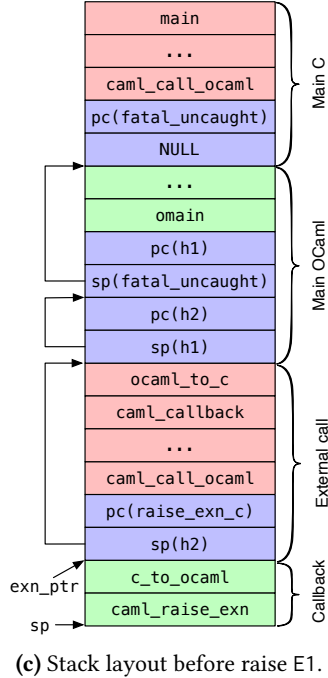 main
...
caml_call_ocaml
pc(fatal_uncaught)
NULL
Main C
...
omain
pc(h1)
sp(fatal_uncaught)
pc(h2)
sp(h1)
Main OCaml
ocaml_to_c
caml_callback
...
caml_call_ocaml
pc(raise_exn_c)
sp(h2)
External call
exn_ptr
c_to_ocaml
caml_raise_exn
Callback
sp
(c) Stack layout before raise E1.